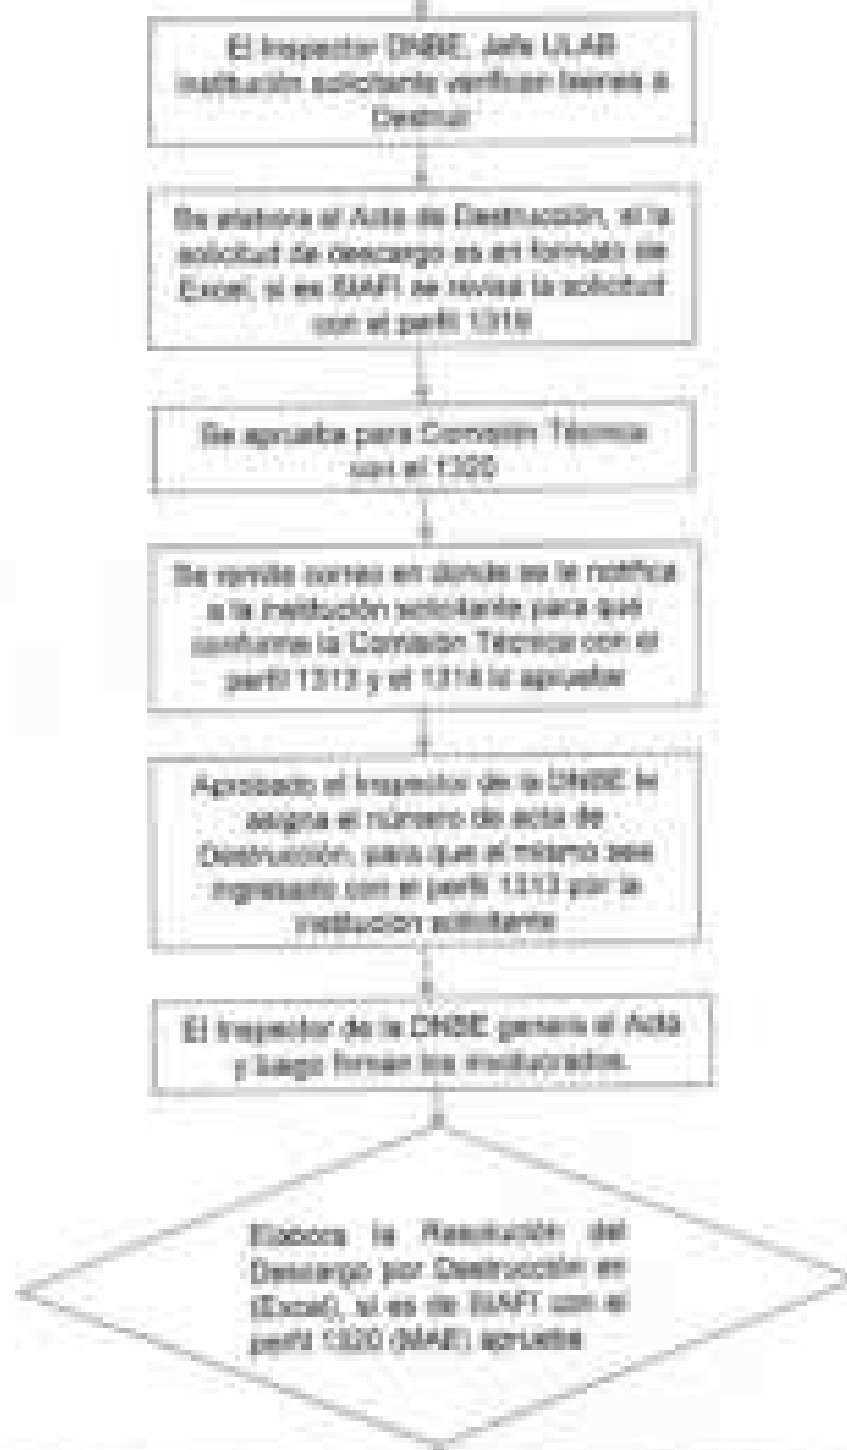 El Inspector DNBE, Jefe ULAB
institución solicitante verifican bienes a
Destruir
Se elabora el Acta de Destrucción, si la
solicitud de descargo es en formato de
Excel, si es SIAFI se revisa la solicitud
con el perfil
Se aprueba para Comisión Técnica
con el 1320
Se remite correo en donde se le notifica
a la institución solicitante para que
conforme la Comisión Técnica con el
perfil 1313 y el 1314 lo apruebe
Aprobado el Inspector de la DNBE le
asigna el número de acta de
Destrucción, para que el mismo sea
ingresado con el perfil 1313 por la
institución solicitante
El Inspector de la DNBE genera el Acta
y luego firman los involucrados.
Elabora la Resolución del
Descargo por Destrucción en
(Excel), si es de SIAFI con el
perfil 1320 (MAE) aprueba